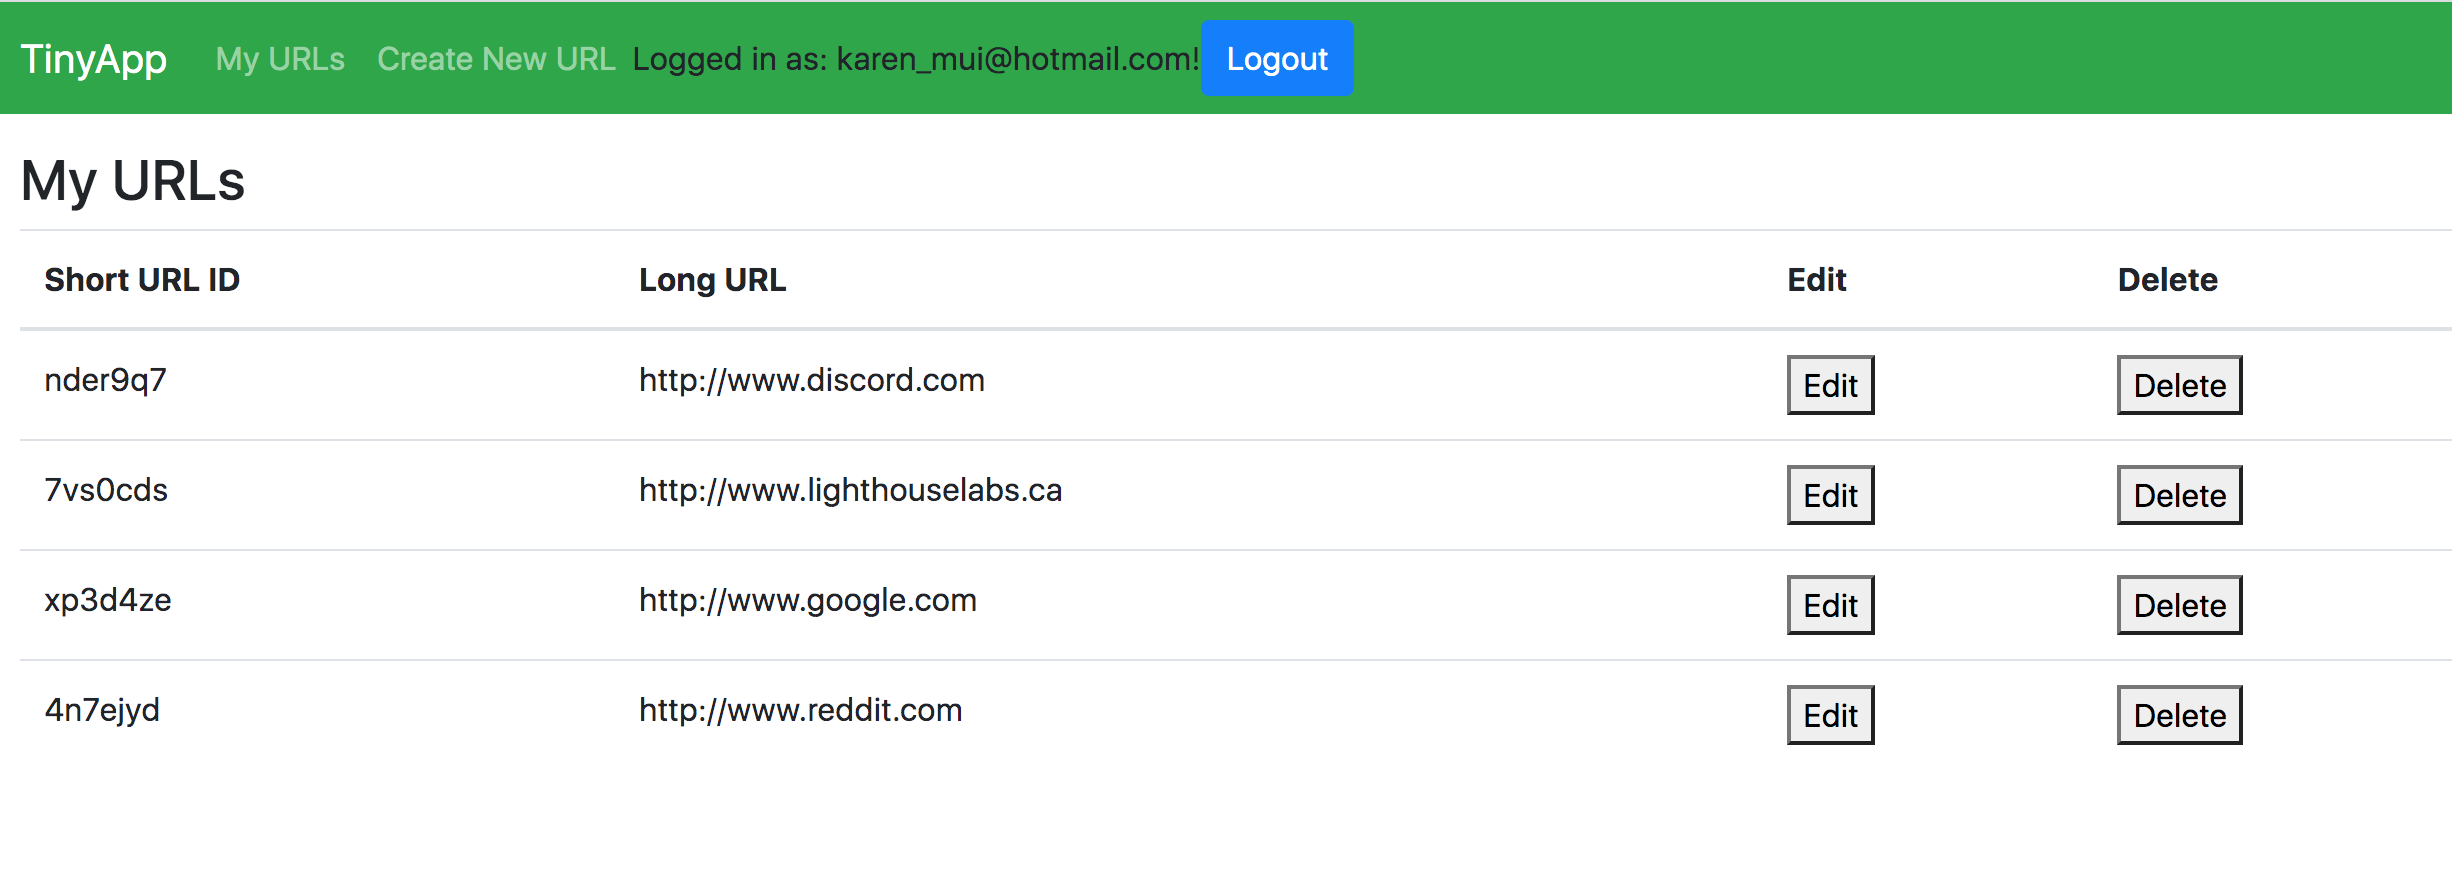 TinyApp My URLs Create New URL Logged in as: karen_mui@hotmail.com! Logout
My URLs
Short URL ID Long URL Edit Delete
nder9q7 http://www.discord.com Edit Delete
7vs0cds http://www.lighthouselabs.ca Edit Delete
xp3d4ze http://www.google.com Edit Delete
4n7ejyd http://www.reddit.com Edit Delete